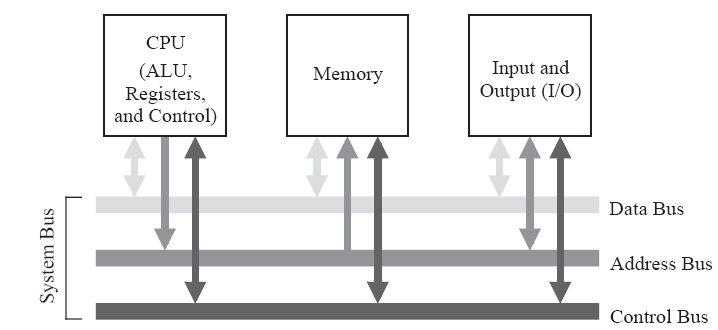 CPU
(ALU,
Registers,
and Control)
Memory
Input and
Output (I/O)
System Bus
Data Bus
Address Bus
Control Bus